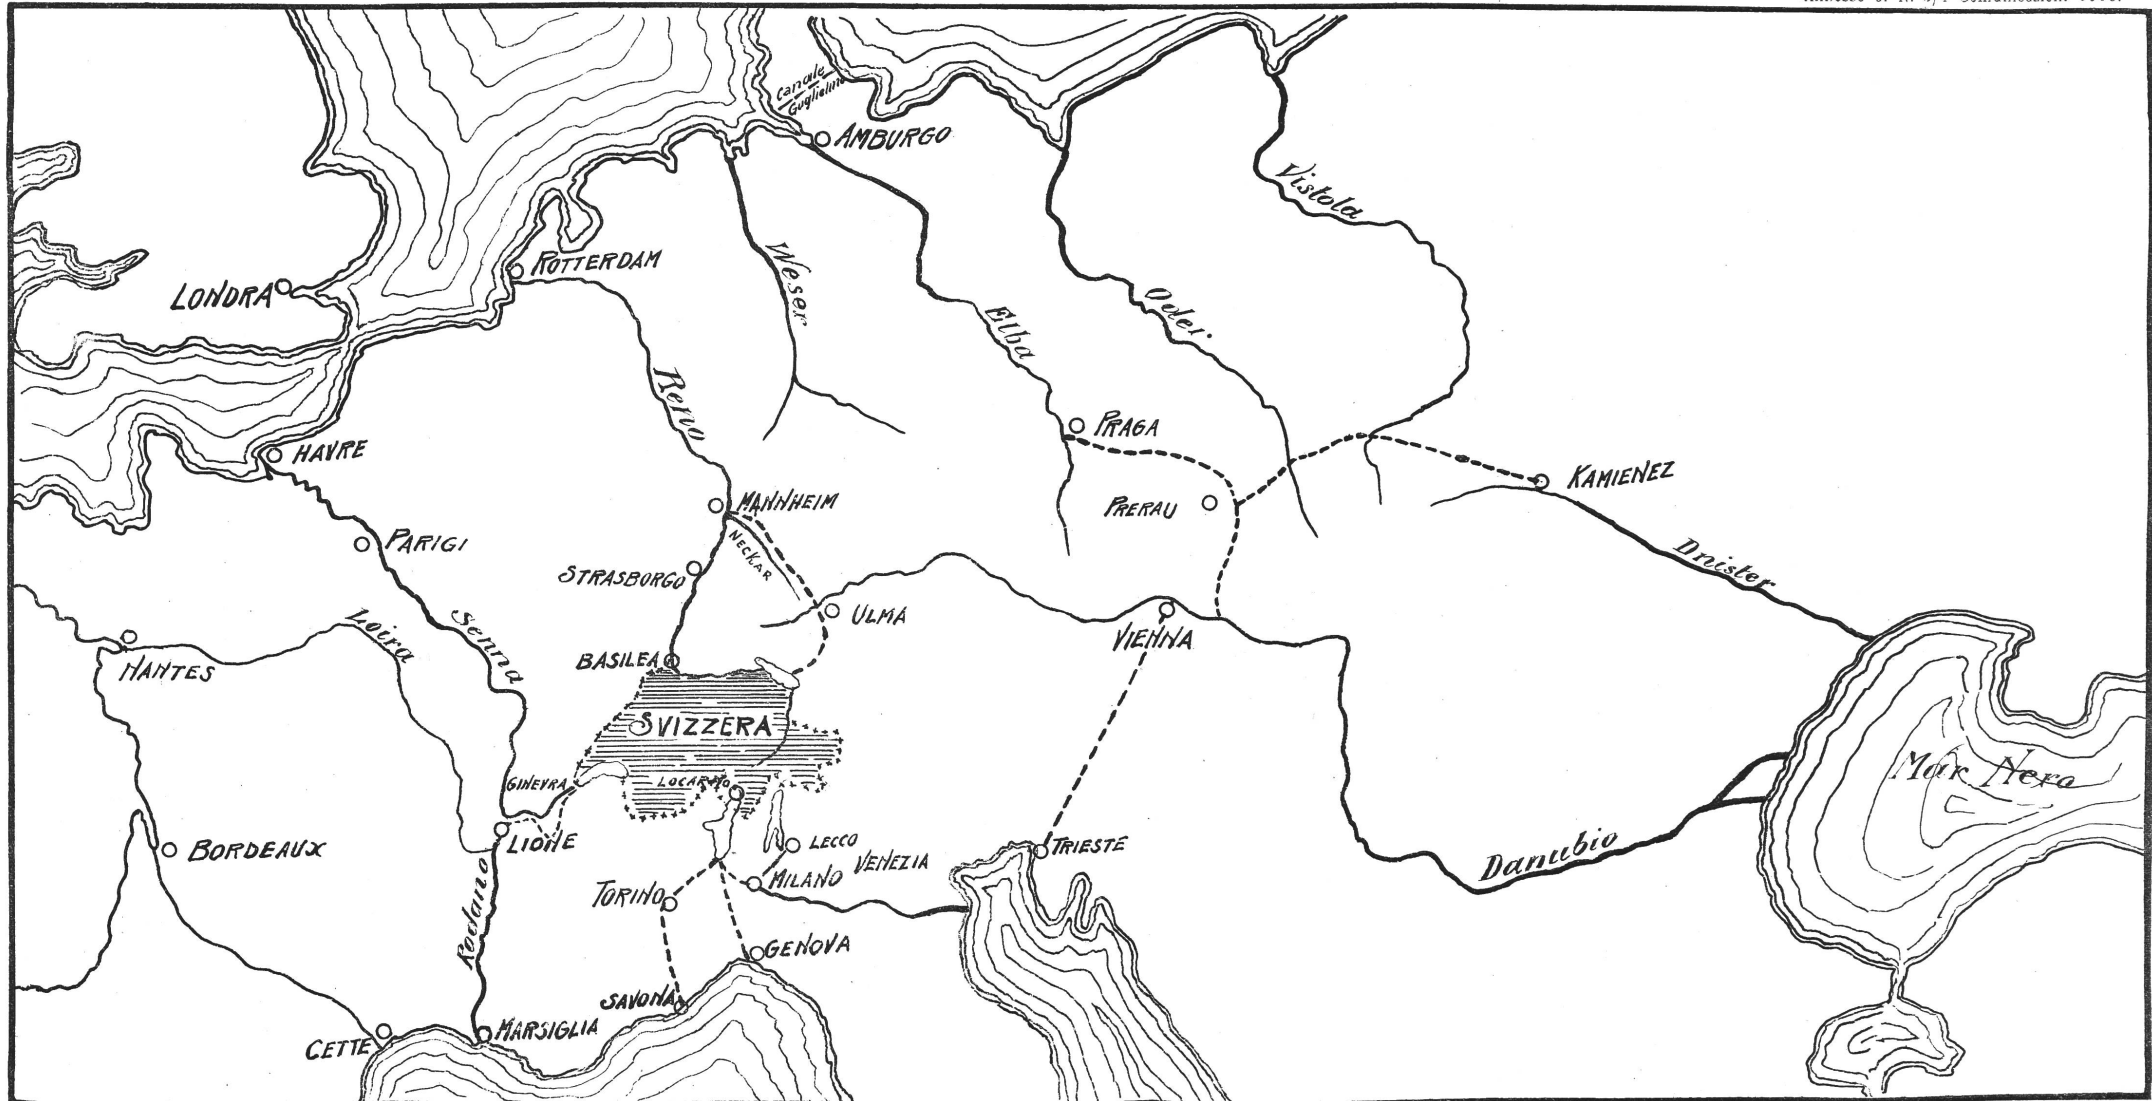 Canale
Guglielmo
AMBURGO
Vistola
ROTTERDAM
LONDRA
Weser
Oder.
Elba
Reno
PRAGA
HAVRE
KAMIENEZ
MANNHEIM
PRERAU
NECKAR
PARIGI
Dnister
STRASBORGO
ULMA
Loira
Senna
VIENNA
NANTES
BASILEA
SVIZZERA
Mar Nero
GINEVRA
LOCARNO
LIONE
LECCO
TRIESTE
BORDEAUX
VENEZIA
Danubio
MILANO
TORINO
Rodano
GENOVA
SAVONA
MARSIGLIA
CETTE